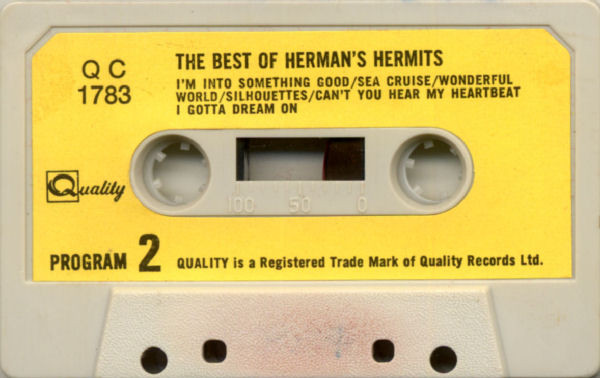 Q C
1783
THE BEST OF HERMAN'S HERMITS
I'M INTO SOMETHING GOOD/SEA CRUISE/WONDERFUL
WORLD/SILHOUETTES/CAN'T YOU HEAR MY HEARTBEAT
I GOTTA DREAM ON
Quality
100 50 0
PROGRAM 2
QUALITY is a Registered Trade Mark of Quality Records Ltd.